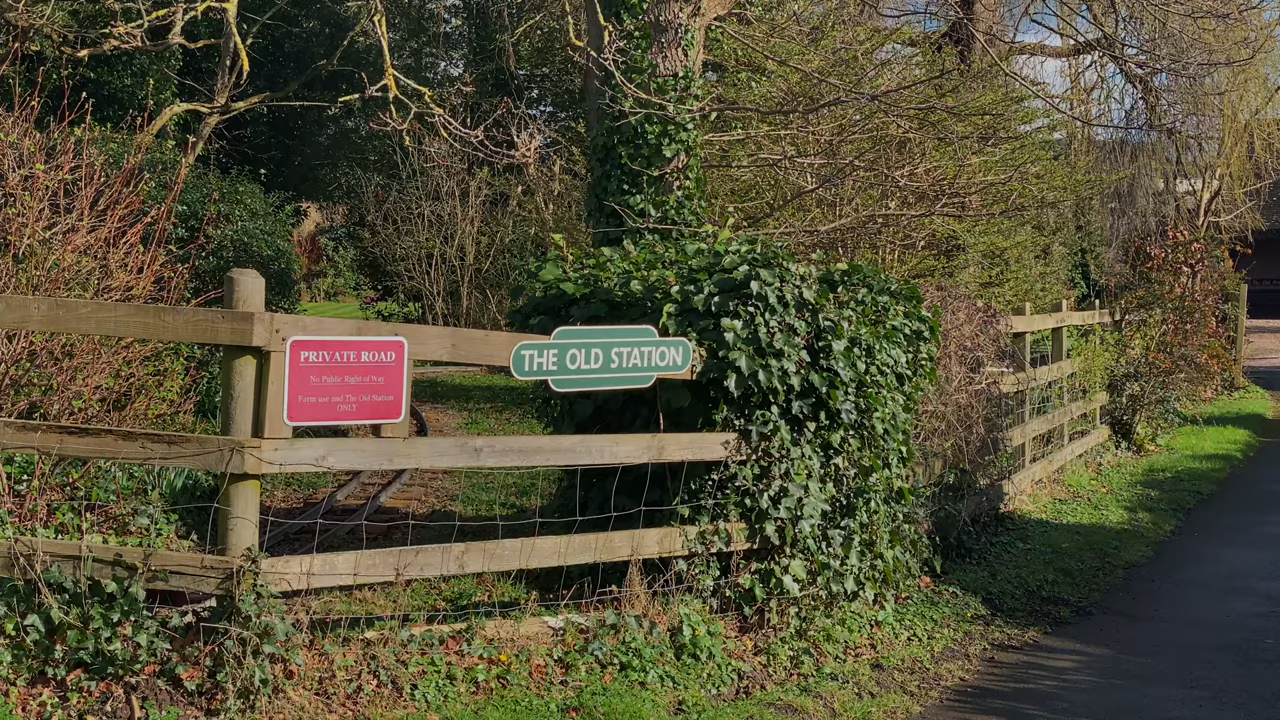 PRIVATE ROAD
No Public Right of Way
Farm use and The Old Station
ONLY
THE OLD STATION